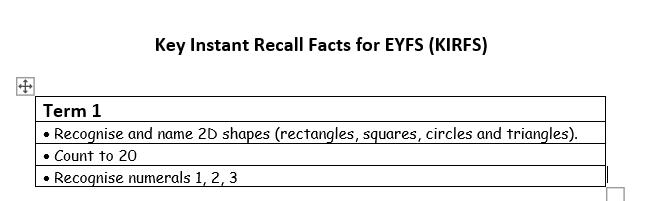 Key Instant Recall Facts for EYFS (KIRFS)
Term 1
• Recognise and name 2D shapes (rectangles, squares, circles and triangles).
• Count to 20
• Recognise numerals 1, 2, 3